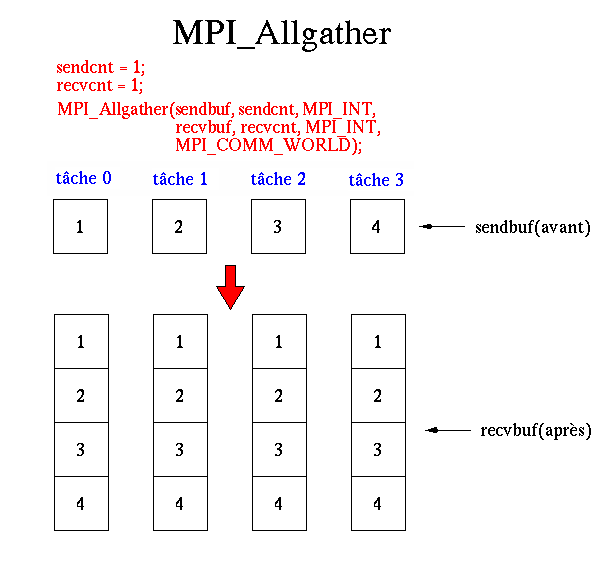 MPI_Allgather
sendcnt = 1;
recvcnt = 1;
MPI_Allgather(sendbuf, sendcnt, MPI_INT,
recvbuf, recvcnt, MPI_INT,
MPI_COMM_WORLD);
tâche 0 tâche 1 tâche 2 tâche 3
1 2 3 4 sendbuf(avant)
1 1 1 1
2 2 2 2
recvbuf(après)
3 3 3 3
4 4 4 4